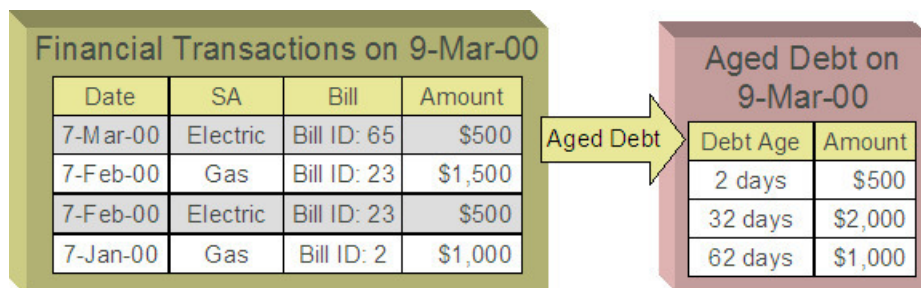 Financial Transactions on 9-Mar-00
Date SA Bill Amount
7-Mar-00 Electric Bill ID: 65 $500
7-Feb-00 Gas Bill ID: 23 $1,500
7-Feb-00 Electric Bill ID: 23 $500
7-Jan-00 Gas Bill ID: 2 $1,000
Aged Debt
Aged Debt on
9-Mar-00
Debt Age Amount
2 days $500
32 days $2,000
62 days $1,000